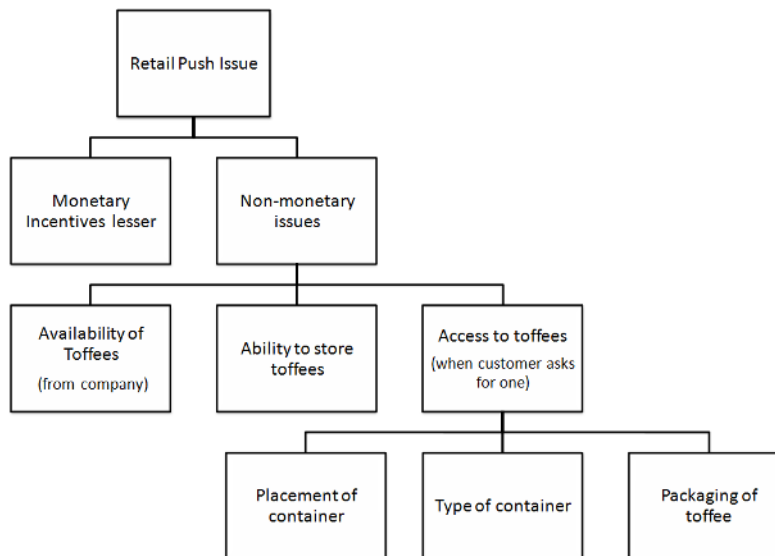 Retail Push Issue
Monetary
Incentives lesser
Non-monetary
issues
Availability of
Toffees
(from company)
Ability to store
toffees
Access to toffees
(when customer asks
for one)
Placement of
container
Type of container
Packaging of
toffee